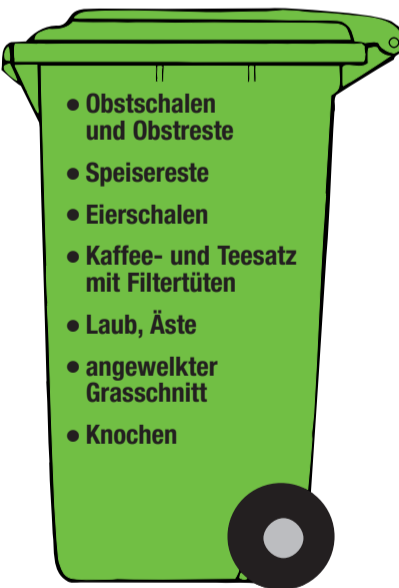 • Obstschalen
und Obstreste
• Speisereste
• Eierschalen
• Kaffee- und Teesatz
mit Filtertüten
• Laub, Äste
• angewelkter
Grasschnitt
• Knochen